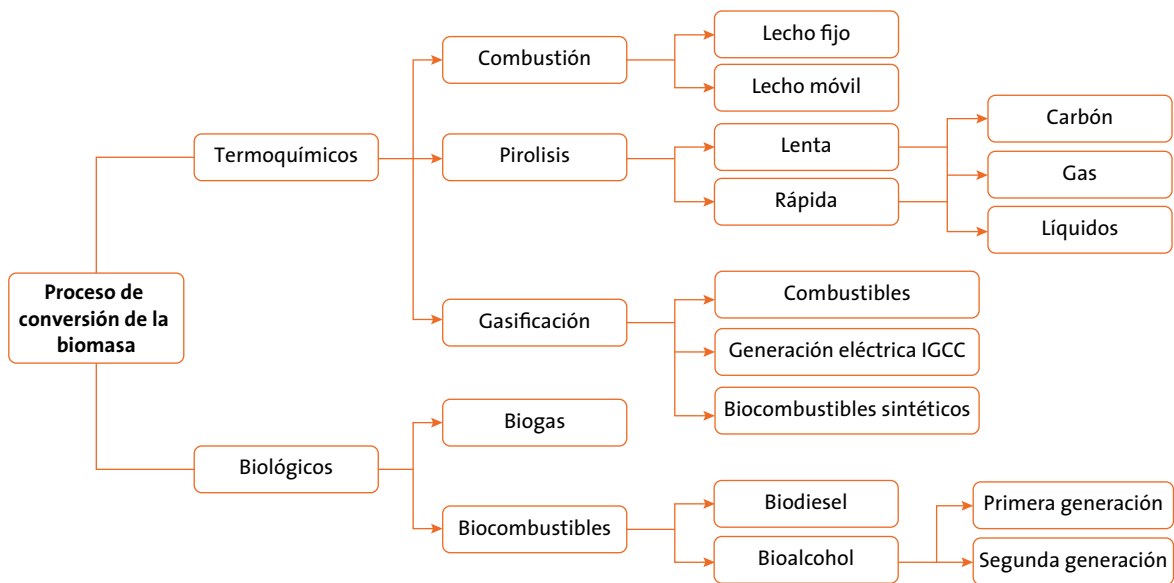 Proceso de
conversión de la
biomasa
Termoquímicos
Combustión
Lecho fijo
Lecho móvil
Pirolisis
Lenta
Rápida
Carbón
Gas
Líquidos
Gasificación
Combustibles
Generación eléctrica IGCC
Biocombustibles sintéticos
Biológicos
Biogas
Biocombustibles
Biodiesel
Bioalcohol
Primera generación
Segunda generación